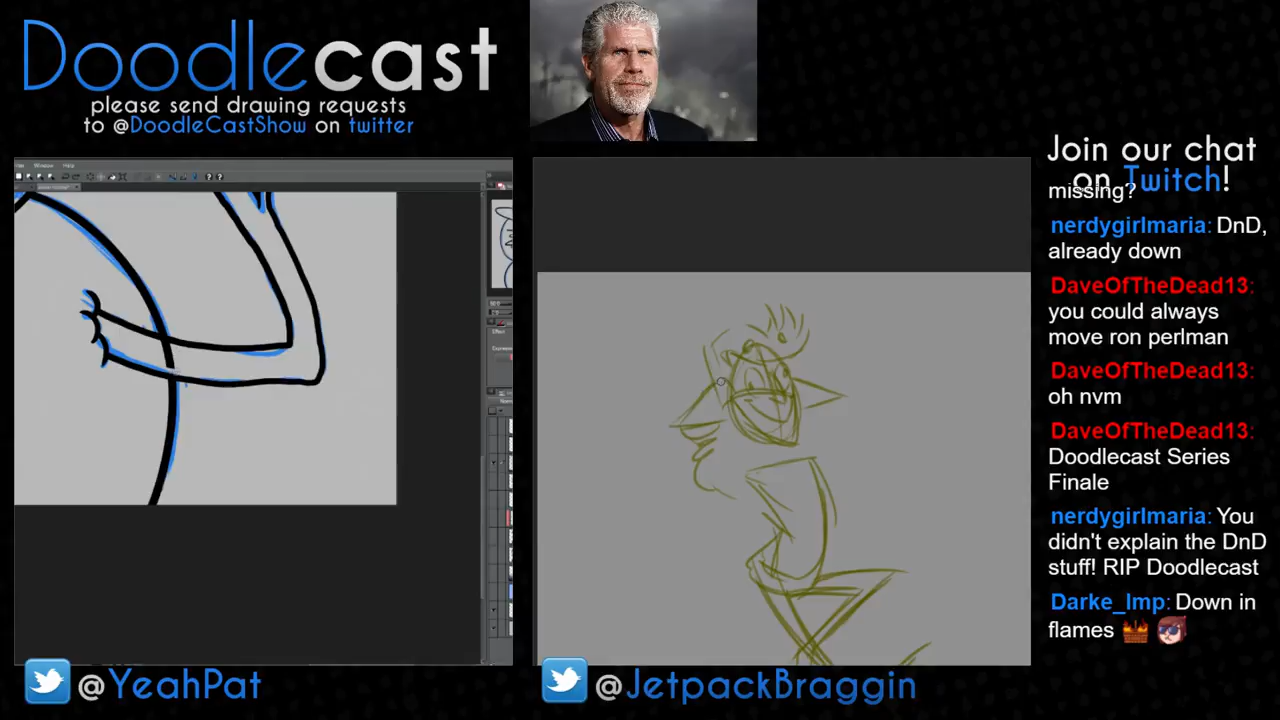 Doodlecast
please send drawing requests
to @DoodleCastShow on twitter
Window Help
Join our chat
on Twitch!
missing?
nerdygirlmaria: DnD,
already down
DaveOfTheDead13:
you could always
move ron perlman
DaveOfTheDead13:
oh nvm
DaveOfTheDead13:
Doodlecast Series
Finale
nerdygirlmaria: You
didn't explain the DnD
stuff! RIP Doodlecast
Darke_Imp: Down in
flames
@YeahPat
@JetpackBraggin